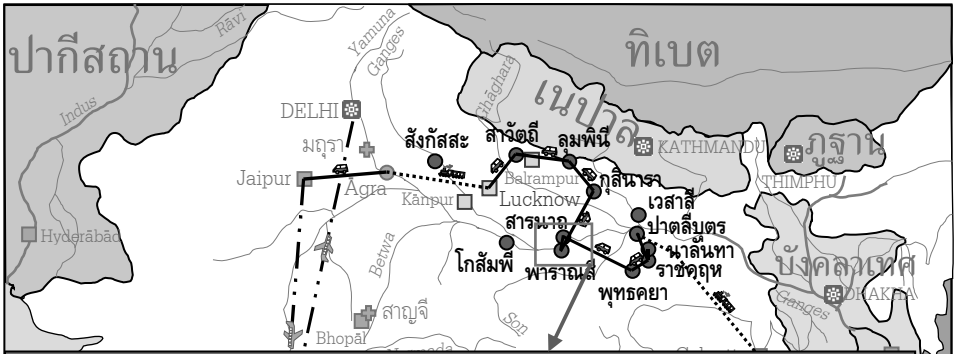 ปากีสถาน
Rāvi
Yamuna
Ganges
ทิเบต
Indus
Ghāghara
เนปาล
DELHI
มถุรา
สังกัสสะ
สาวัตถี
ลุมพินี
KATHMANDU
ภูฐาน
Jaipur
Agra
Balrampur
กุสินารา
THIMPHU
Kānpur
Lucknow
เวสาลี
Hyderābād
สารนาถ
ปาตลีบุตร
Betwa
โกสัมพี
พาราณสี
นาลันทา
ราชคฤห
บังคลาเทศ
พุทธคยา
Ganges
DHAKHA
สาญจี
Son
Bhopāl